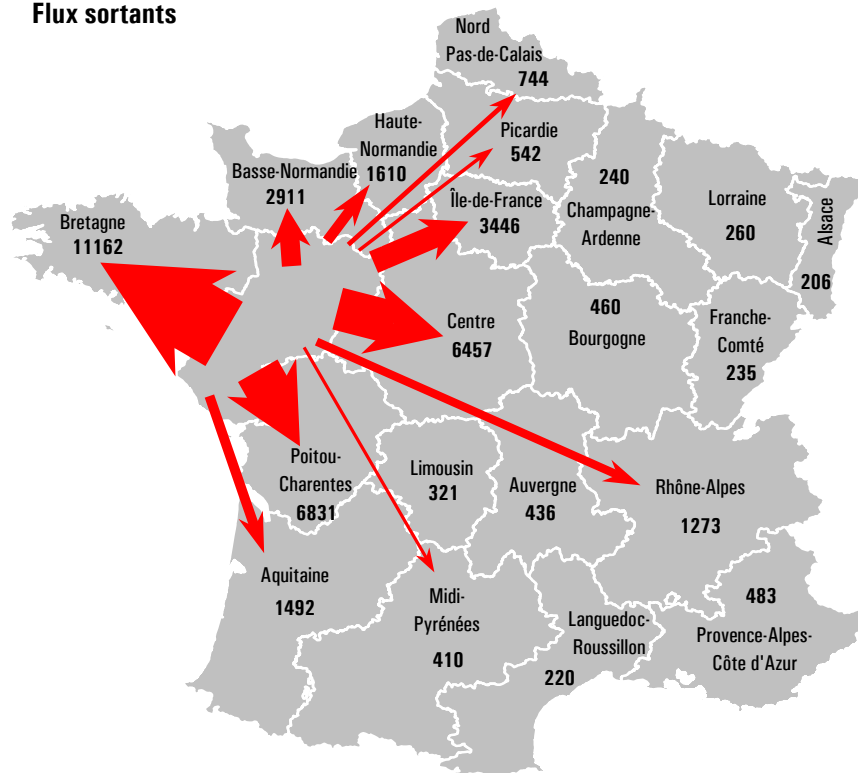 Flux sortants
Nord
Pas-de-Calais
744
Haute-
Normandie
1610
Picardie
542
Basse-Normandie
2911
Île-de-France
3446
240
Champagne-
Ardenne
Lorraine
260
Alsace
206
Bretagne
11162
Centre
6457
460
Bourgogne
Franche-
Comté
235
Poitou-
Charentes
6831
Limousin
321
Auvergne
436
Rhône-Alpes
1273
Aquitaine
1492
Midi-
Pyrénées
410
Languedoc-
Roussillon
220
483
Provence-Alpes-
Côte d'Azur